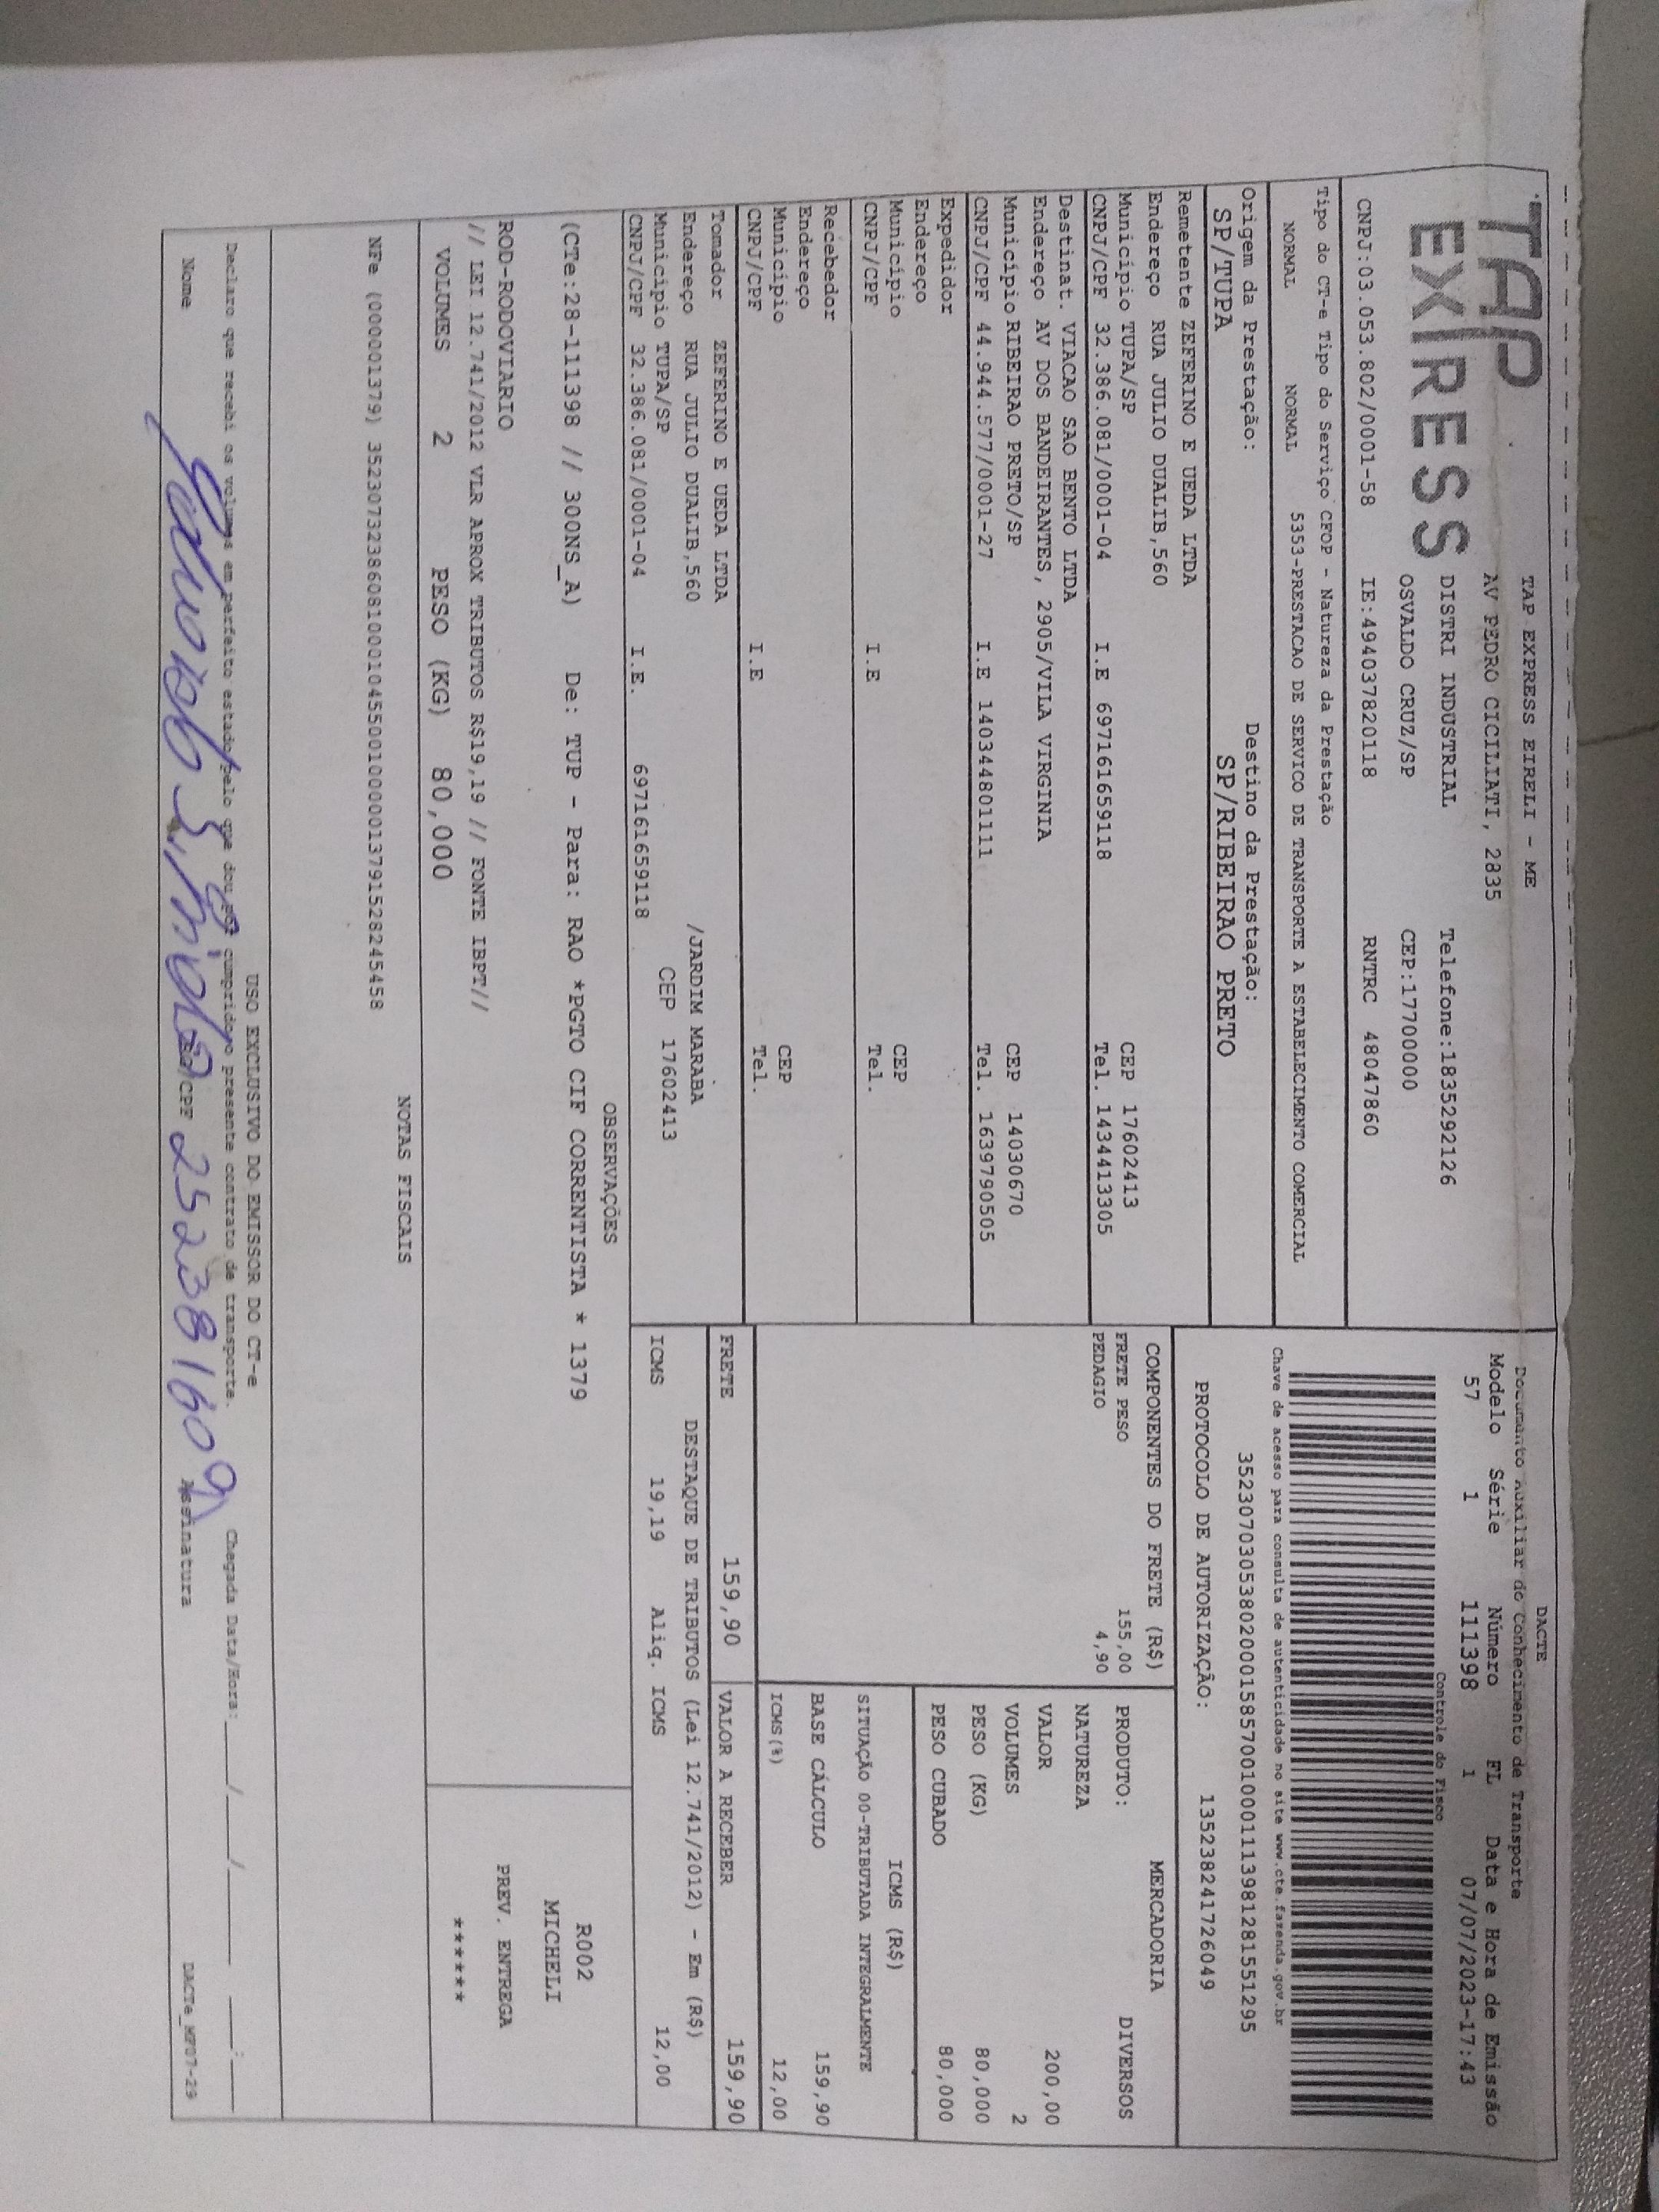 TAP
EXPRESS
TAP EXPRESS EIRELI - ME
AV PEDRO CICILIATI, 2835
DISTRI INDUSTRIAL Telefone:1835292126
OSVALDO CRUZ/SP CEP:17700000
CNPJ:03.053.802/0001-58 IE:494037820118 RNTRC 48047860
Tipo do CT-e Tipo do Serviço CFOP - Natureza da Prestação
NORMAL NORMAL 5353-PRESTACAO DE SERVICO DE TRANSPORTE A ESTABELECIMENTO COMERCIAL
Origem da Prestação: Destino da Prestação:
SP/TUPA SP/RIBEIRAO PRETO
DACTE
Documento Auxiliar do Conhecimento de Transporte
Modelo Série Número FL Data e Hora de Emissão
57 1 111398 1 07/07/2023-17:43
Controle do Fisco
Chave de acesso para consulta de autenticidade no site www.cte.fazenda.gov.br
35230703053802000158570010001113981281551295
PROTOCOLO DE AUTORIZAÇÃO: 135238241726049
Remetente ZEFERINO E UEDA LTDA
Endereço RUA JULIO DUALIB,560
Município TUPA/SP CEP 17602413
CNPJ/CPF 32.386.081/0001-04 I.E 697161659118 Tel. 1434413305
Destinat. VIACAO SAO BENTO LTDA
Endereço AV DOS BANDEIRANTES, 2905/VILA VIRGINIA
Município RIBEIRAO PRETO/SP CEP 14030670
CNPJ/CPF 44.944.577/0001-27 I.E 140344801111 Tel. 1639790505
Expedidor
Endereço
Município CEP
CNPJ/CPF I.E Tel.
Recebedor
Endereço
Município CEP
CNPJ/CPF I.E Tel.
Tomador ZEFERINO E UEDA LTDA
Endereço RUA JULIO DUALIB,560 /JARDIM MARABA
Município TUPA/SP CEP 17602413
CNPJ/CPF 32.386.081/0001-04 I.E. 697161659118
COMPONENTES DO FRETE (R$)
FRETE PESO 155,00
PEDAGIO 4,90
MERCADORIA
PRODUTO: DIVERSOS
NATUREZA
VALOR 200,00
VOLUMES 2
PESO (KG) 80,000
PESO CUBADO 80,000
ICMS (R$)
SITUAÇÃO 00-TRIBUTADA INTEGRALMENTE
BASE CÁLCULO 159,90
ICMS(%) 12,00
FRETE 159,90 VALOR A RECEBER 159,90
DESTAQUE DE TRIBUTOS (Lei 12.741/2012) - Em (R$)
ICMS 19,19 Aliq. ICMS 12,00
OBSERVAÇÕES
(CTe:28-111398 // 300NS_A) De: TUP - Para: RAO *PGTO CIF CORRENTISTA * 1379
ROD-RODOVIARIO
// LEI 12.741/2012 VLR APROX TRIBUTOS R$19,19 // FONTE IBPT//
VOLUMES 2 PESO (KG) 80,000
R002
MICHELI
PREV. ENTREGA
******
NOTAS FISCAIS
NFe (000001379) 35230732386081000104550010000013791528245458
USO EXCLUSIVO DO EMISSOR DO CT-e
Declaro que recebi os volumes em perfeito estado pelo que dou por cumprido o presente contrato de transporte. Chegada Data/Hora:____/____/____ ____:____
Nome RG/CPF 252381609 Assinatura
DACTe_MF07-29